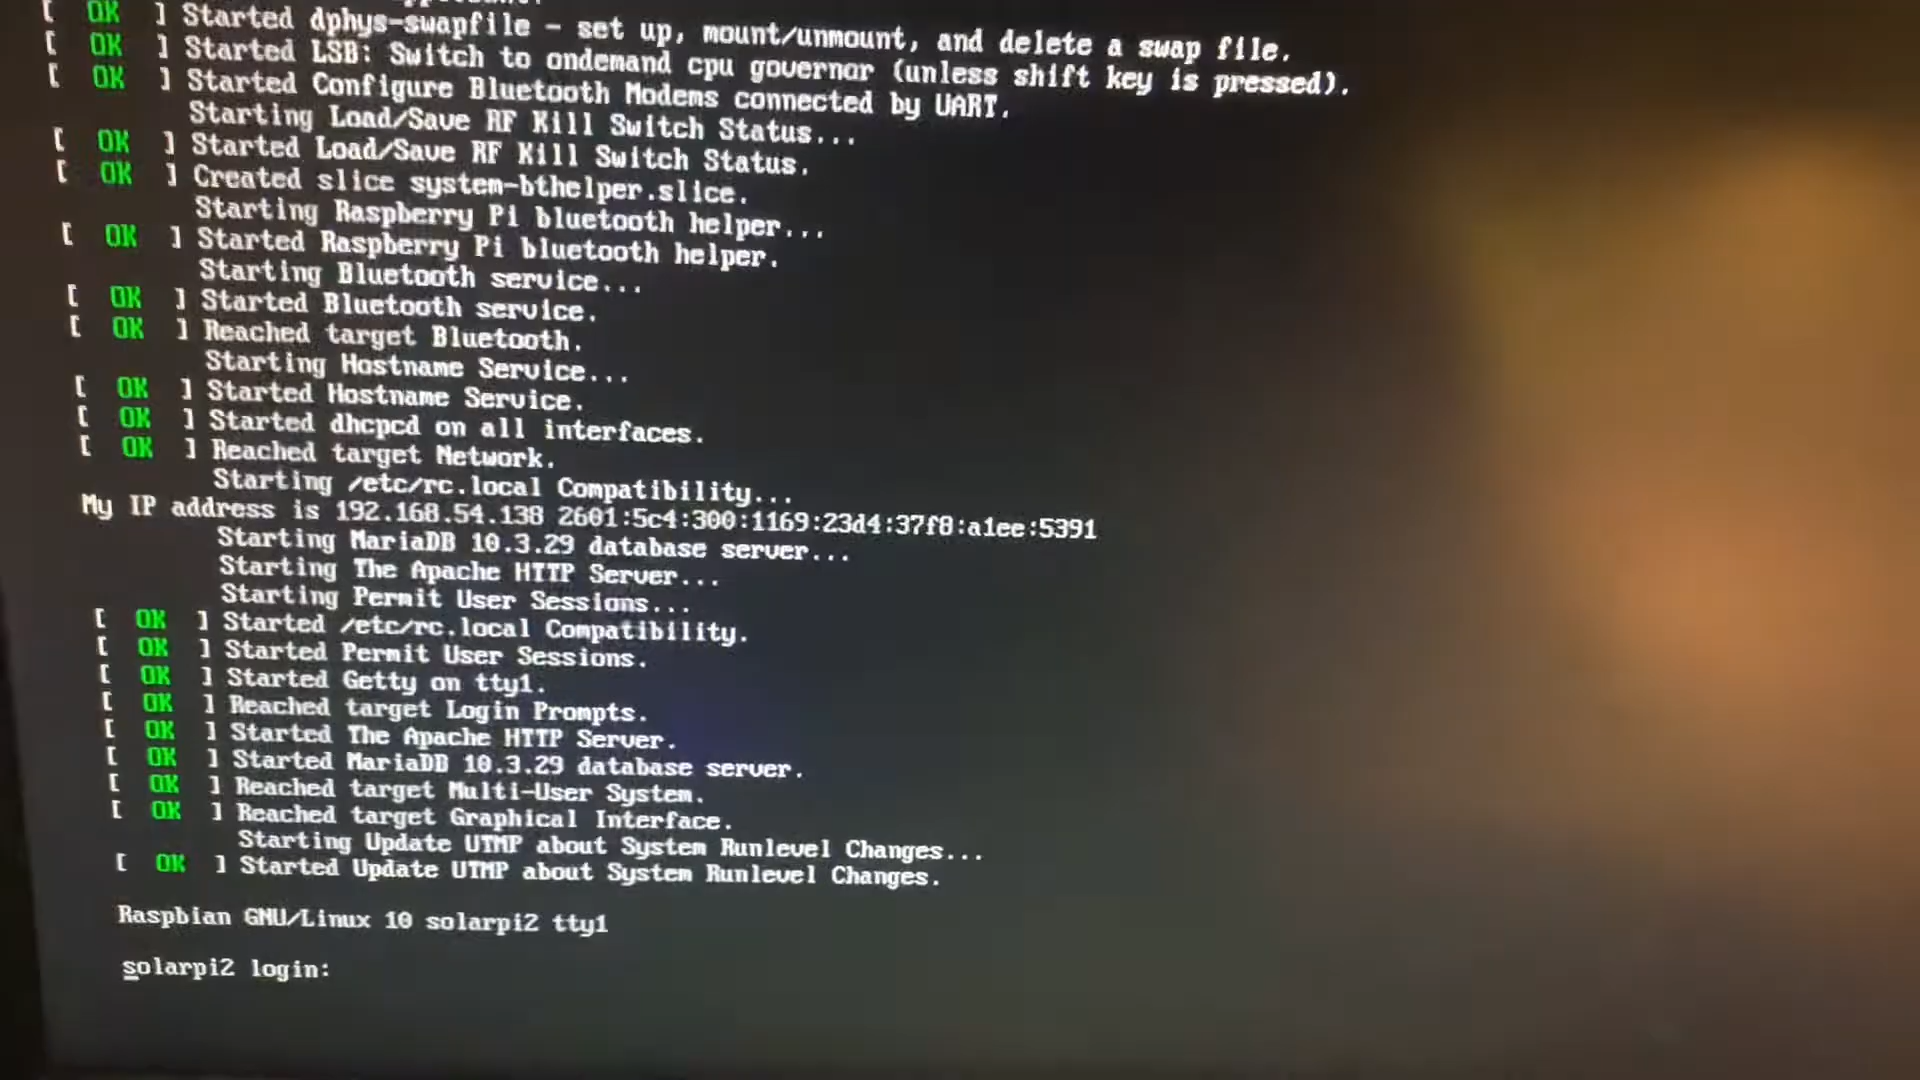 [ OK ] Started dphys-swapfile - set up, mount/unmount, and delete a swap file.
[ OK ] Started LSB: Switch to ondemand cpu governor (unless shift key is pressed).
[ OK ] Started Configure Bluetooth Modems connected by UART.
Starting Load/Save RF Kill Switch Status...
[ OK ] Started Load/Save RF Kill Switch Status.
[ OK ] Created slice system-bthelper.slice.
Starting Raspberry Pi bluetooth helper...
[ OK ] Started Raspberry Pi bluetooth helper.
Starting Bluetooth service...
[ OK ] Started Bluetooth service.
[ OK ] Reached target Bluetooth.
Starting Hostname Service...
[ OK ] Started Hostname Service.
[ OK ] Started dhcpcd on all interfaces.
[ OK ] Reached target Network.
Starting /etc/rc.local Compatibility...
My IP address is 192.168.54.138 2601:5c4:300:1169:23d4:37f8:a1ee:5391
Starting MariaDB 10.3.29 database server...
Starting The Apache HTTP Server...
Starting Permit User Sessions...
[ OK ] Started /etc/rc.local Compatibility.
[ OK ] Started Permit User Sessions.
[ OK ] Started Getty on tty1.
[ OK ] Reached target Login Prompts.
[ OK ] Started The Apache HTTP Server.
[ OK ] Started MariaDB 10.3.29 database server.
[ OK ] Reached target Multi-User System.
[ OK ] Reached target Graphical Interface.
Starting Update UTMP about System Runlevel Changes...
[ OK ] Started Update UTMP about System Runlevel Changes.
Raspbian GNU/Linux 10 solarpi2 tty1
solarpi2 login: